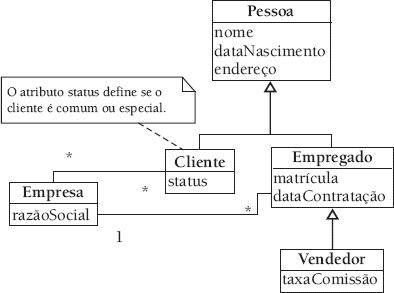 Pessoa
nome
dataNascimento
endereço
O atributo status define se o
cliente é comum ou especial.
*
Cliente
status
Empregado
matrícula
dataContratação
*
Empresa
razãoSocial
*
1
Vendedor
taxaComissão